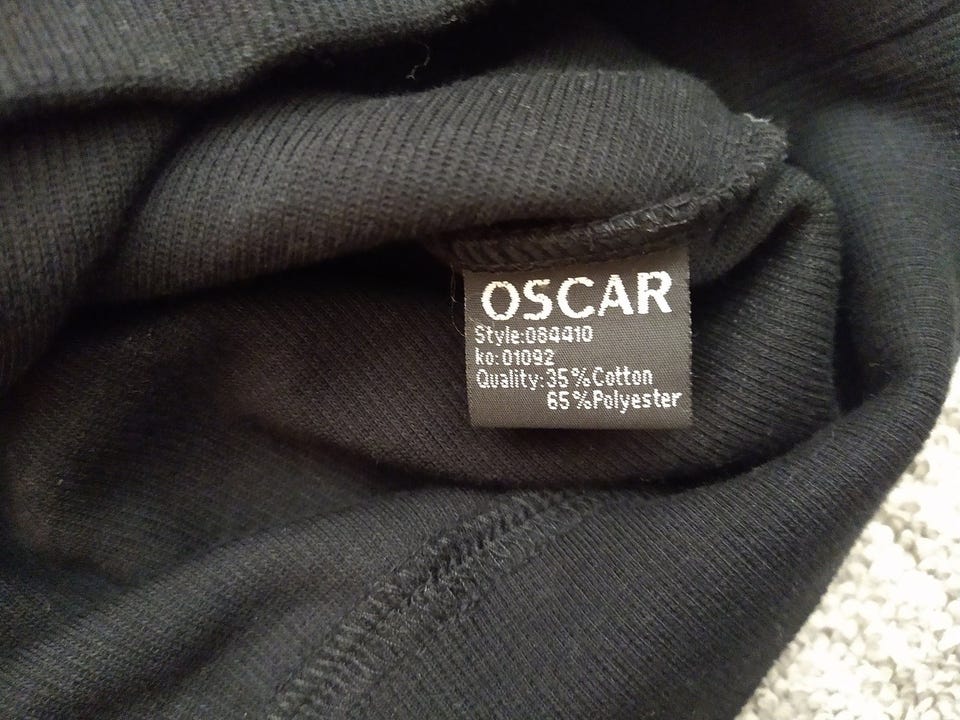 OSCAR
Style:084410
ko:01092
Quality:35%Cotton
65%Polyester